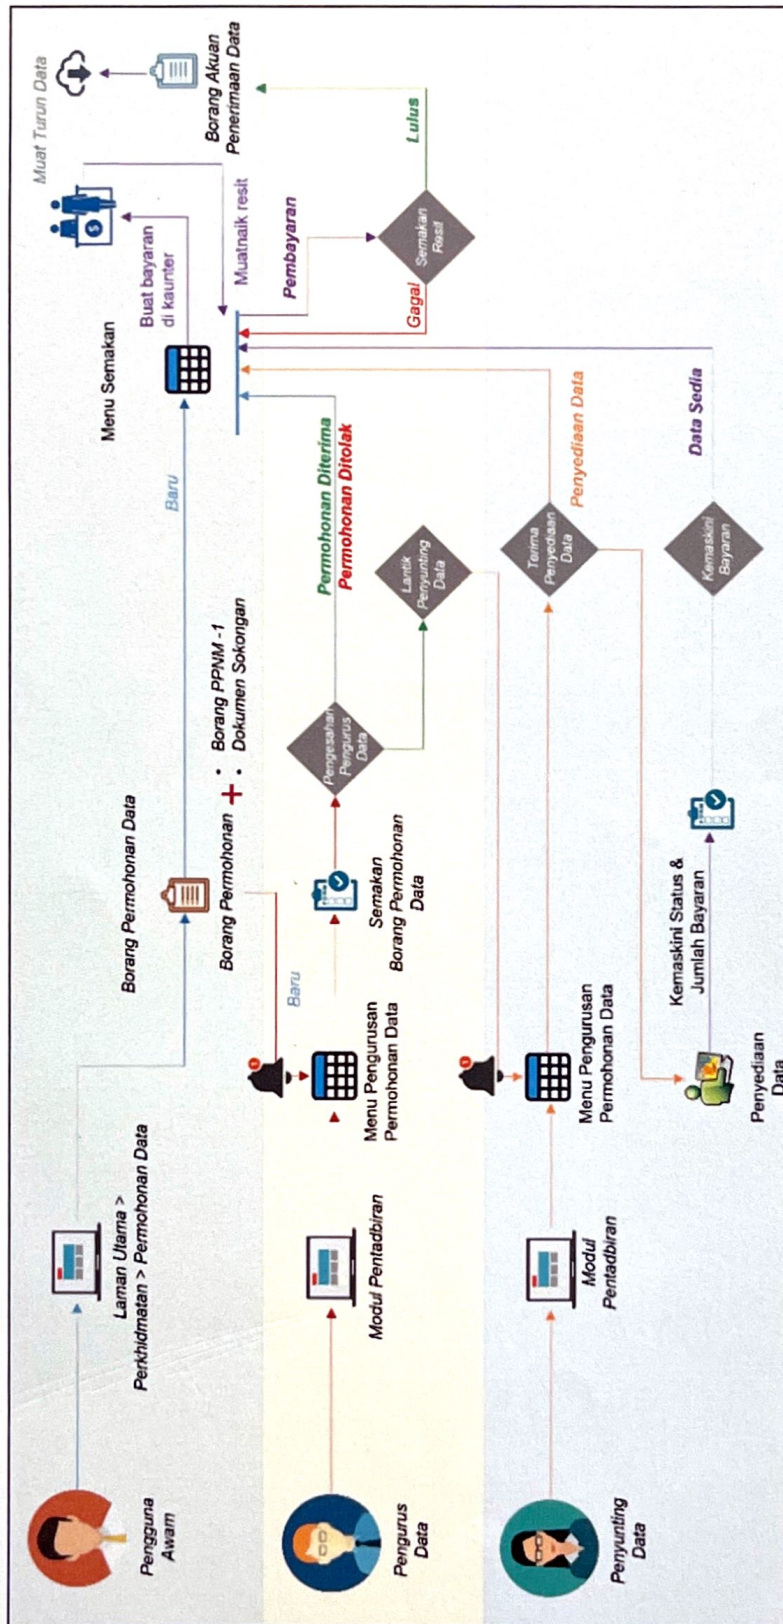 Pengguna
Awam
Laman Utama >
Perkhidmatan > Permohonan Data
Borang Permohonan Data
Borang Permohonan
• Borang PPNM -1
• Dokumen Sokongan
Baru
Menu Semakan
Buat bayaran
di kaunter
Muatnaik resit
Muat Turun Data
Borang Akuan
Penerimaan Data
Pengurus
Data
Modul Pentadbiran
1
Menu Pengurusan
Permohonan Data
Baru
Semakan
Borang Permohonan
Data
Pengesahan
Pengurus
Data
Permohonan Diterima
Permohonan Ditolak
Lantik
Penyunting
Data
Pembayaran
Gagal
Semakan
Resit
Lulus
Penyunting
Data
Modul
Pentadbiran
1
Menu Pengurusan
Permohonan Data
Terima
Penyediaan
Data
Penyediaan Data
Penyediaan
Data
Kemaskini Status &
Jumlah Bayaran
Kemaskini
Bayaran
Data Sedia